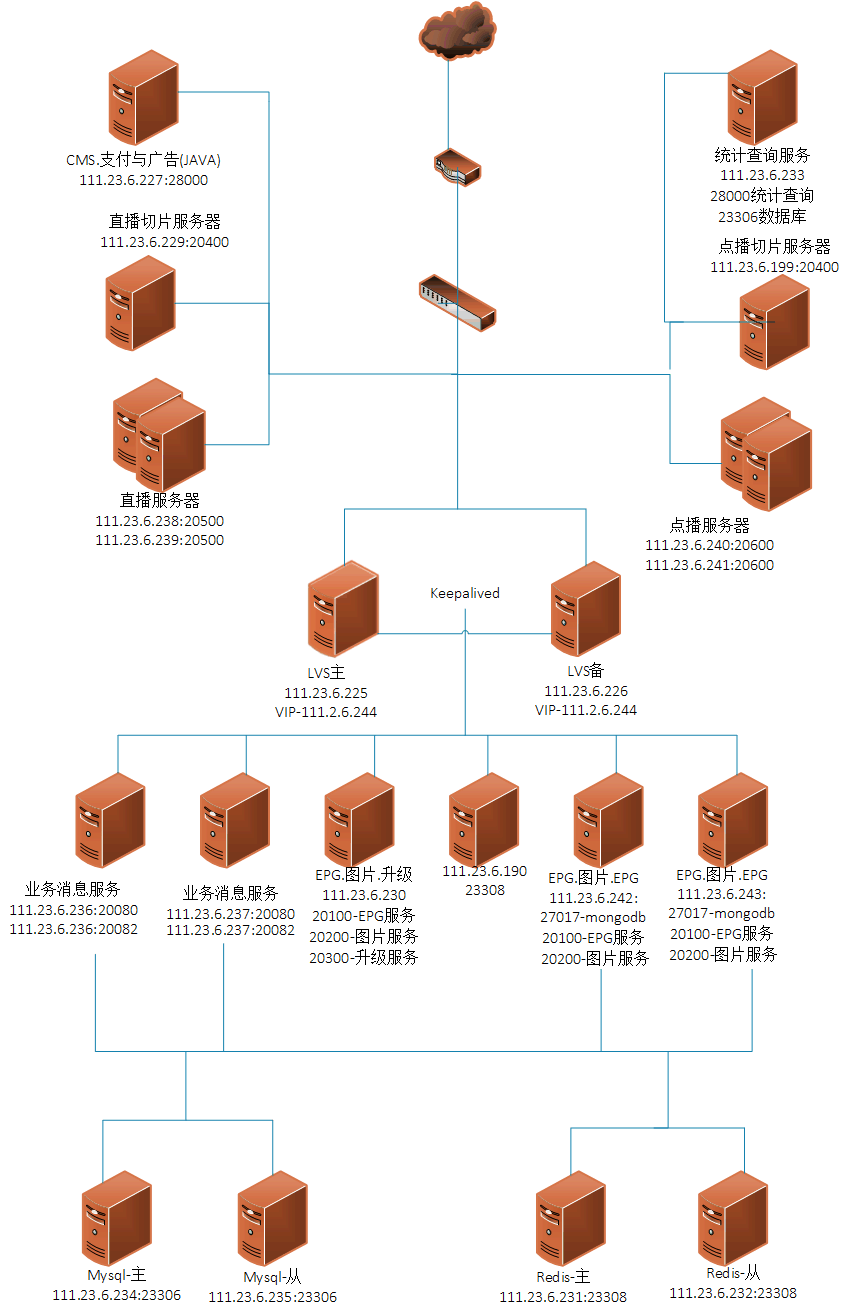 CMS.支付与广告(JAVA)
111.23.6.227:28000
直播切片服务器
111.23.6.229:20400
直播服务器
111.23.6.238:20500
111.23.6.239:20500
统计查询服务
111.23.6.233
28000统计查询
23306数据库
点播切片服务器
111.23.6.199:20400
点播服务器
111.23.6.240:20600
111.23.6.241:20600
Keepalived
LVS主
111.23.6.225
VIP-111.2.6.244
LVS备
111.23.6.226
VIP-111.2.6.244
业务消息服务
111.23.6.236:20080
111.23.6.236:20082
业务消息服务
111.23.6.237:20080
111.23.6.237:20082
EPG.图片.升级
111.23.6.230
20100-EPG服务
20200-图片服务
20300-升级服务
111.23.6.190
23308
EPG.图片.EPG
111.23.6.242:
27017-mongodb
20100-EPG服务
20200-图片服务
EPG.图片.EPG
111.23.6.243:
27017-mongodb
20100-EPG服务
20200-图片服务
Mysql-主
111.23.6.234:23306
Mysql-从
111.23.6.235:23306
Redis-主
111.23.6.231:23308
Redis-从
111.23.6.232:23308